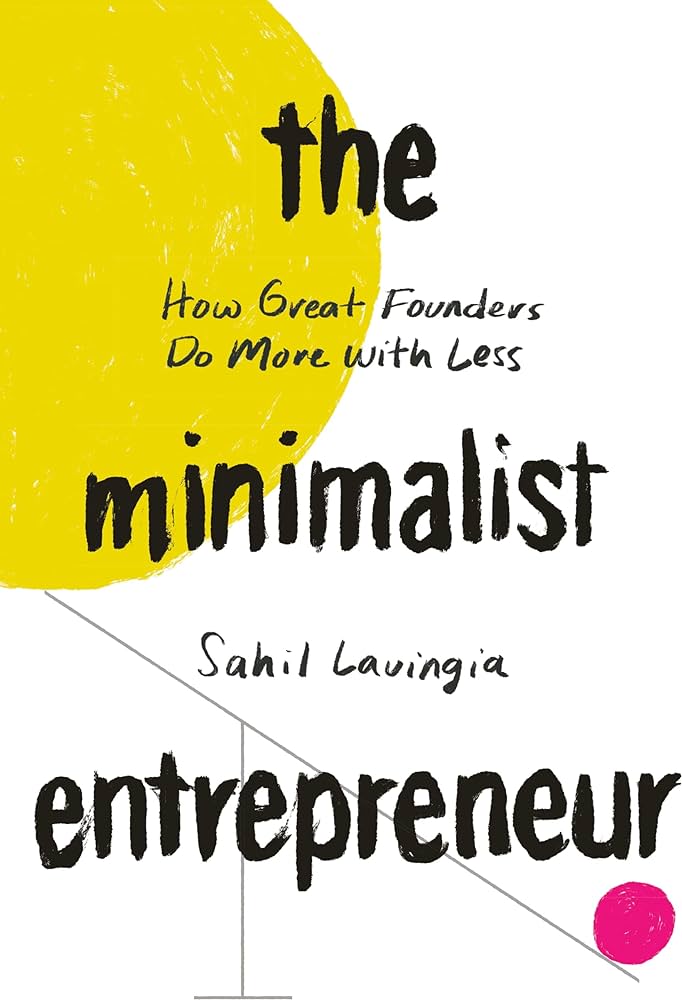 the
How Great Founders
Do More with Less
minimalist
Sahil Lavingia
entrepreneur